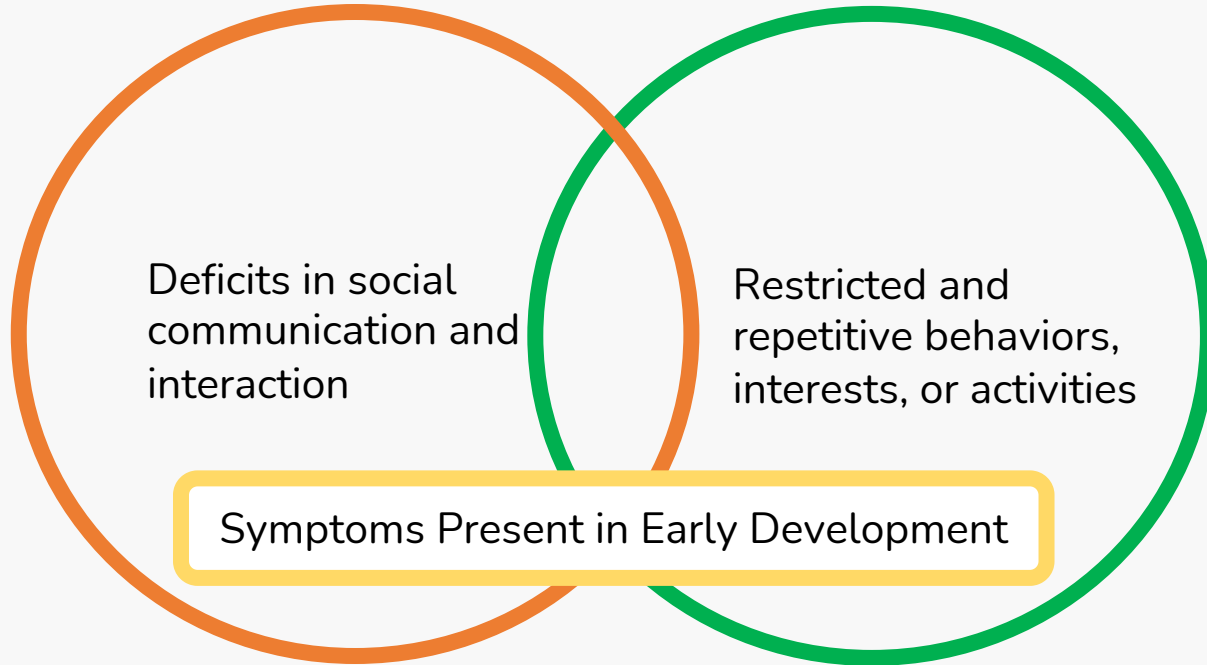 Deficits in social
communication and
interaction
Restricted and
repetitive behaviors,
interests, or activities
Symptoms Present in Early Development